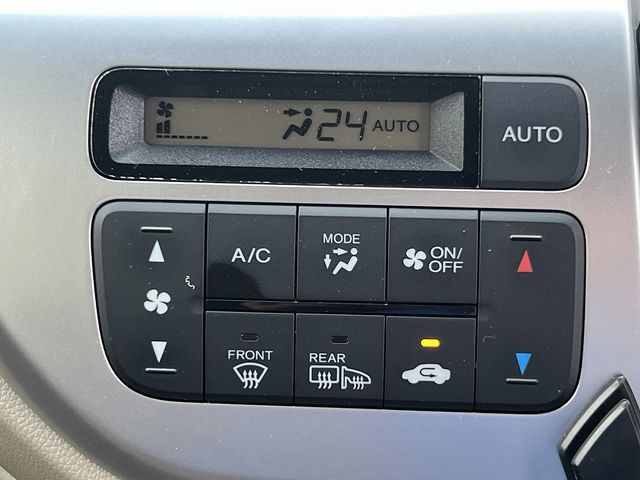 24 AUTO
AUTO
A/C
MODE
ON/
OFF
FRONT
REAR